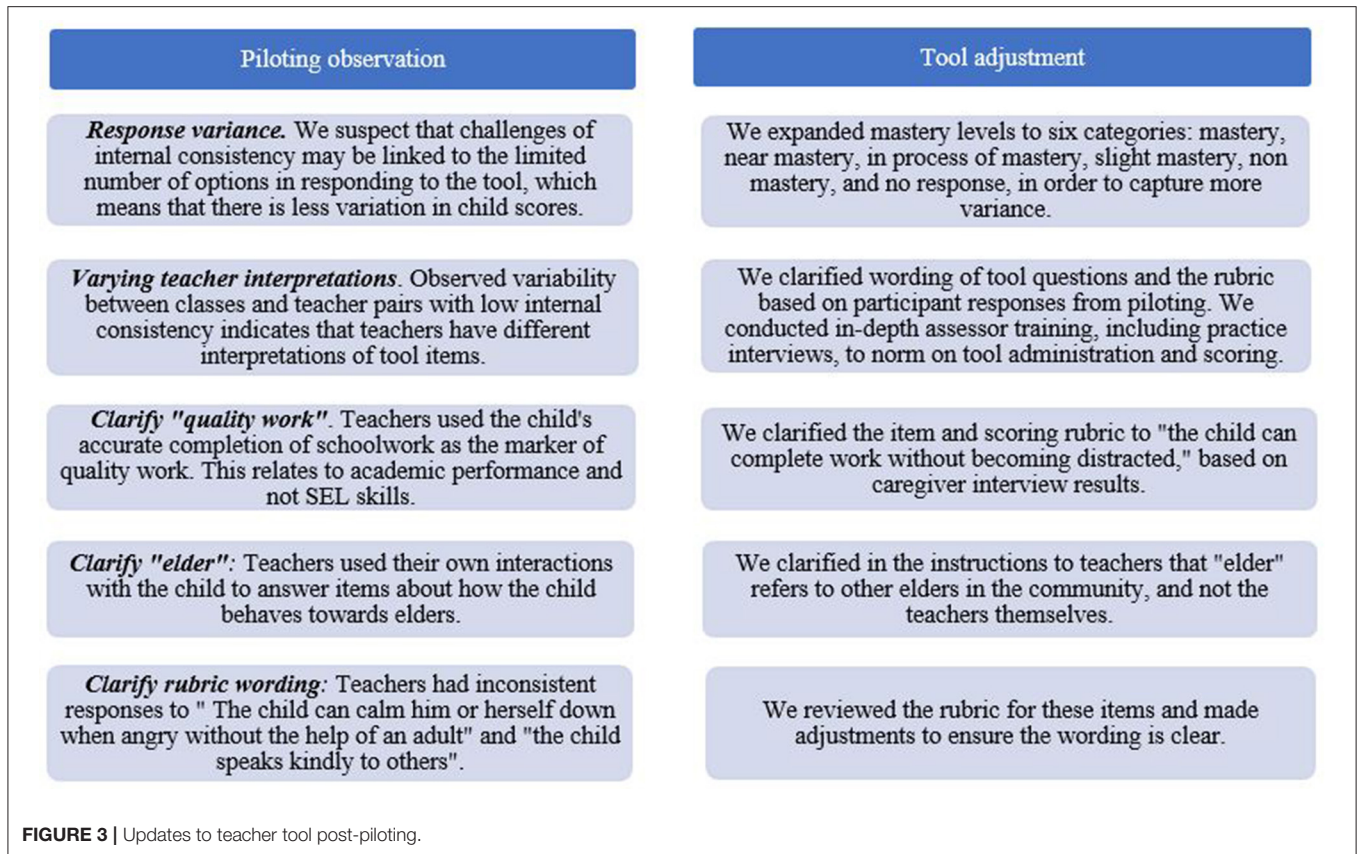 Piloting observation
Tool adjustment
Response variance. We suspect that challenges of
internal consistency may be linked to the limited
number of options in responding to the tool, which
means that there is less variation in child scores.
We expanded mastery levels to six categories: mastery,
near mastery, in process of mastery, slight mastery, non
mastery, and no response, in order to capture more
variance.
Varying teacher interpretations. Observed variability
between classes and teacher pairs with low internal
consistency indicates that teachers have different
interpretations of tool items.
We clarified wording of tool questions and the rubric
based on participant responses from piloting. We
conducted in-depth assessor training, including practice
interviews, to norm on tool administration and scoring.
Clarify "quality work". Teachers used the child's
accurate completion of schoolwork as the marker of
quality work. This relates to academic performance and
not SEL skills.
We clarified the item and scoring rubric to "the child can
complete work without becoming distracted," based on
caregiver interview results.
Clarify "elder": Teachers used their own interactions
with the child to answer items about how the child
behaves towards elders.
We clarified in the instructions to teachers that "elder"
refers to other elders in the community, and not the
teachers themselves.
Clarify rubric wording: Teachers had inconsistent
responses to " The child can calm him or herself down
when angry without the help of an adult" and "the child
speaks kindly to others".
We reviewed the rubric for these items and made
adjustments to ensure the wording is clear.
FIGURE 3 | Updates to teacher tool post-piloting.